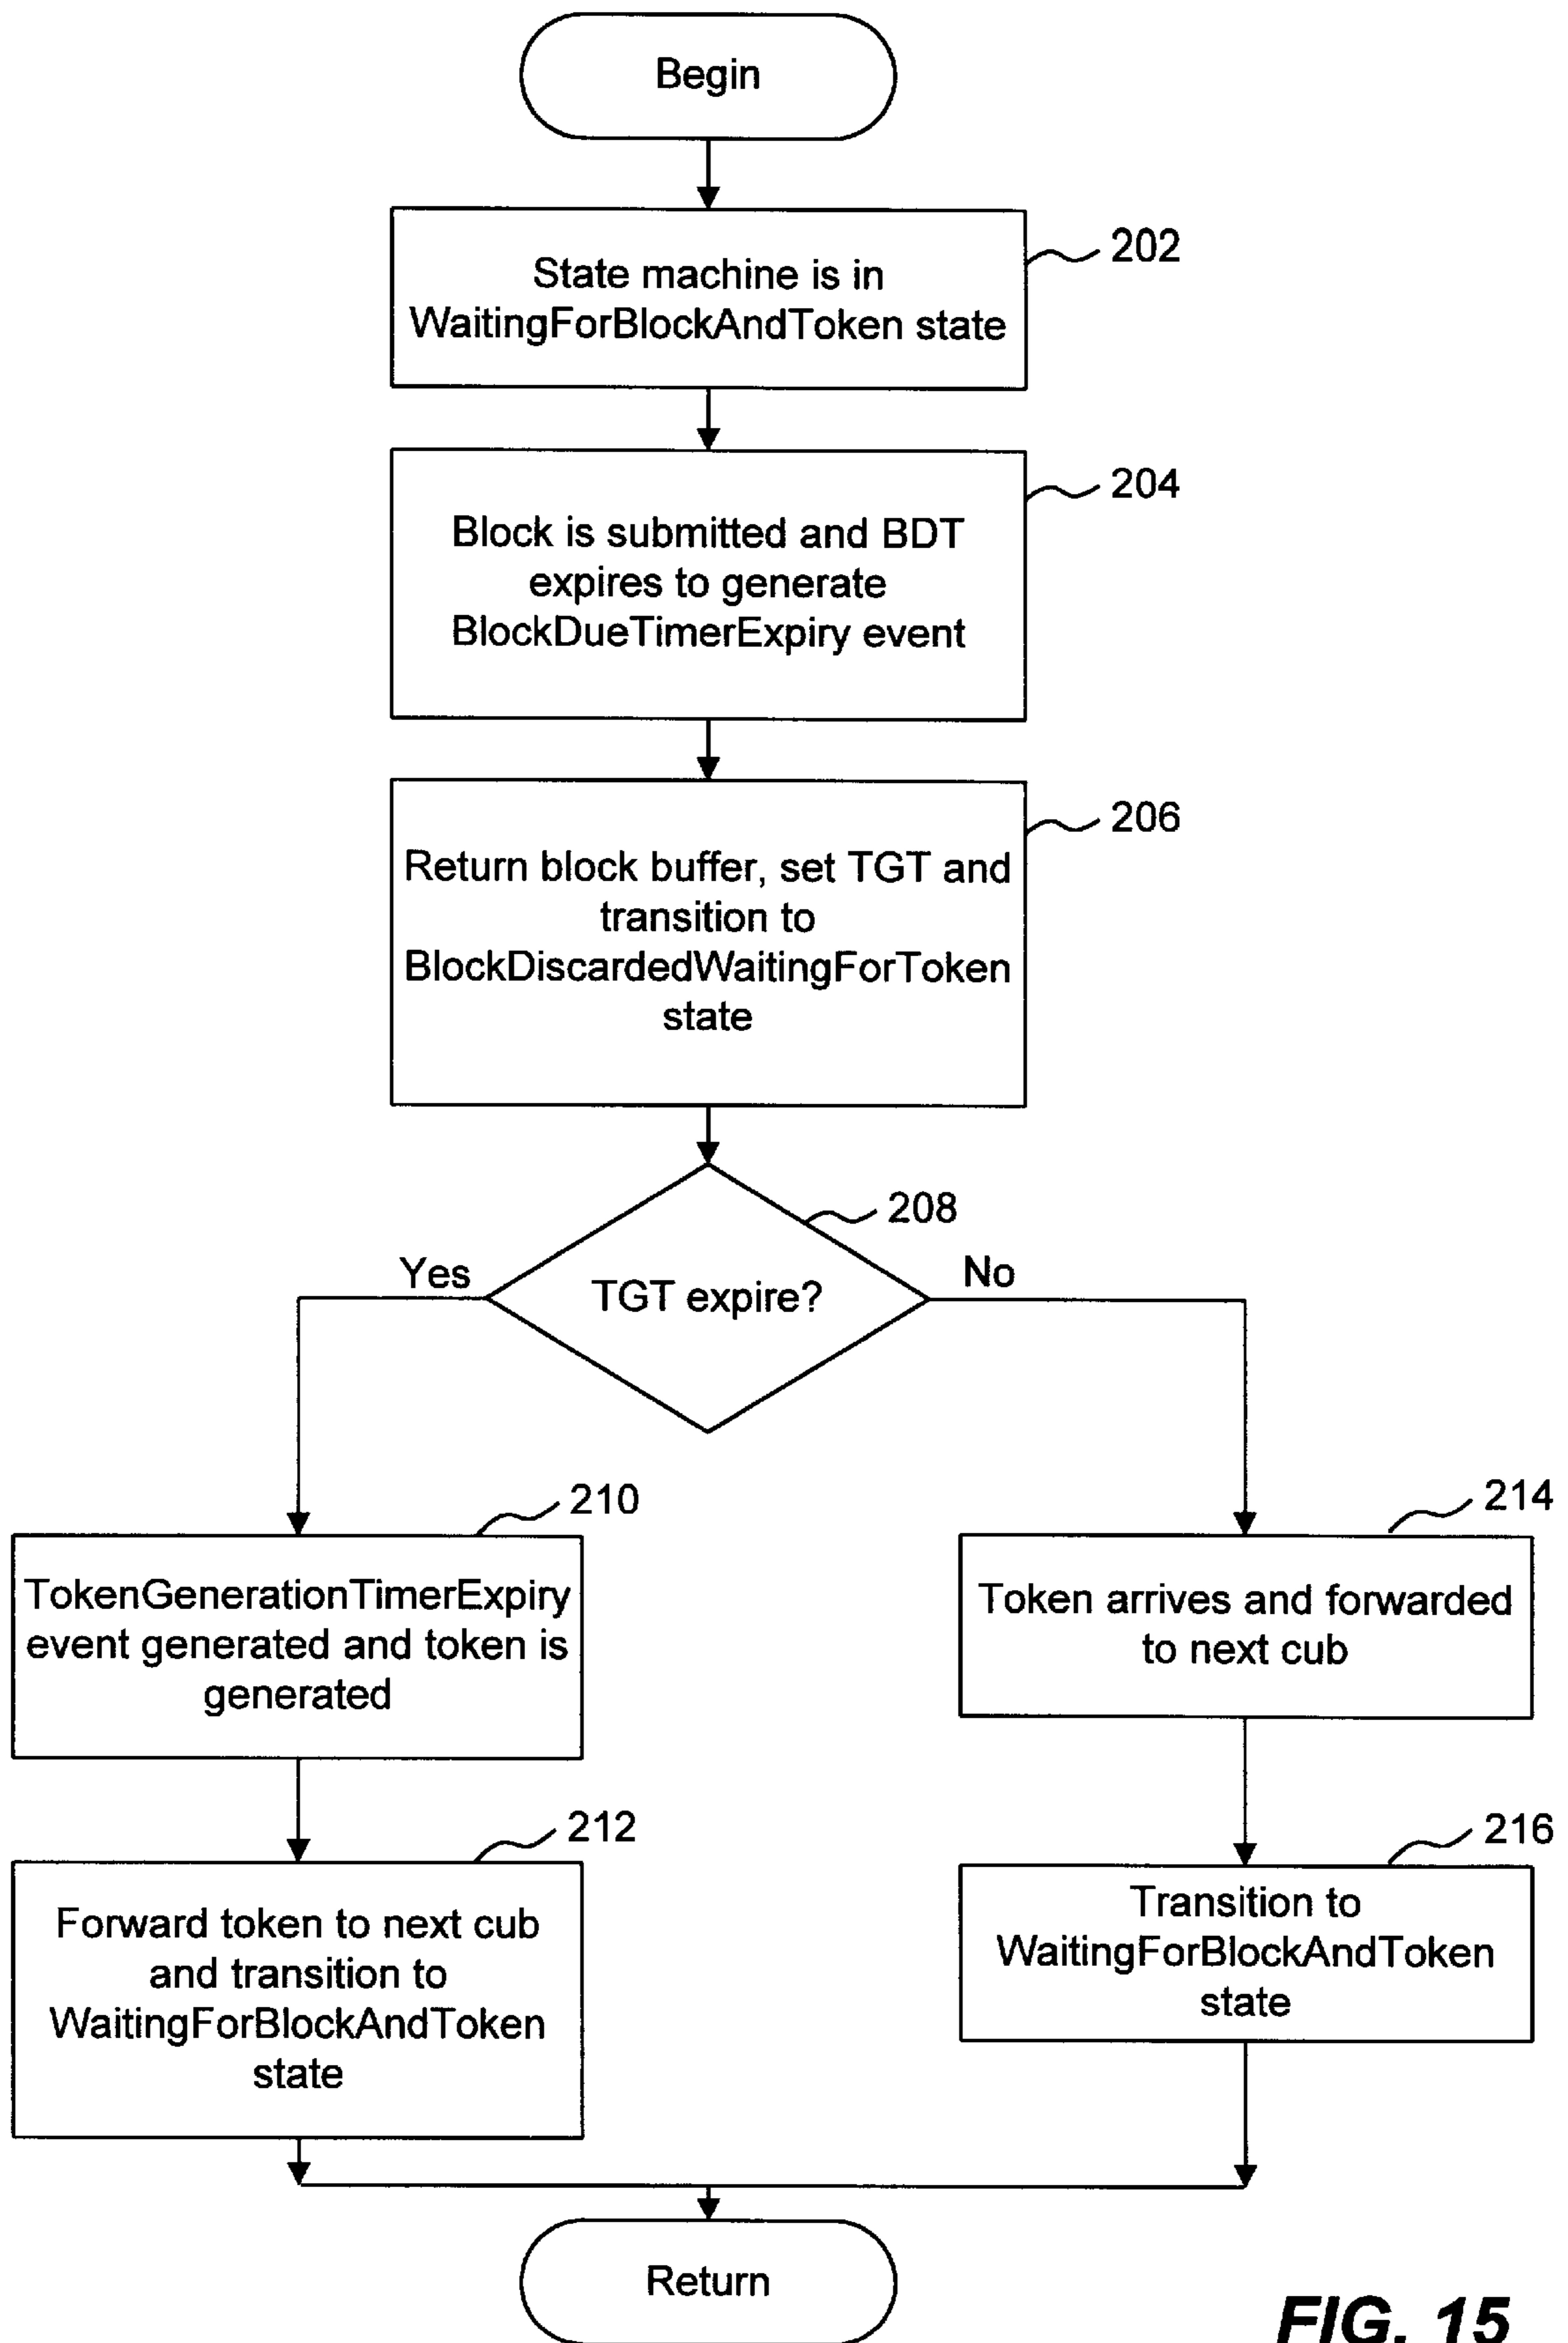 Begin
202
State machine is in
WaitingForBlockAndToken state
204
Block is submitted and BDT
expires to generate
BlockDueTimerExpiry event
206
Return block buffer, set TGT and
transition to
BlockDiscardedWaitingForToken
state
208
Yes
TGT expire?
No
210
TokenGenerationTimerExpiry
event generated and token is
generated
214
Token arrives and forwarded
to next cub
212
Forward token to next cub
and transition to
WaitingForBlockAndToken
state
216
Transition to
WaitingForBlockAndToken
state
Return
FIG. 15